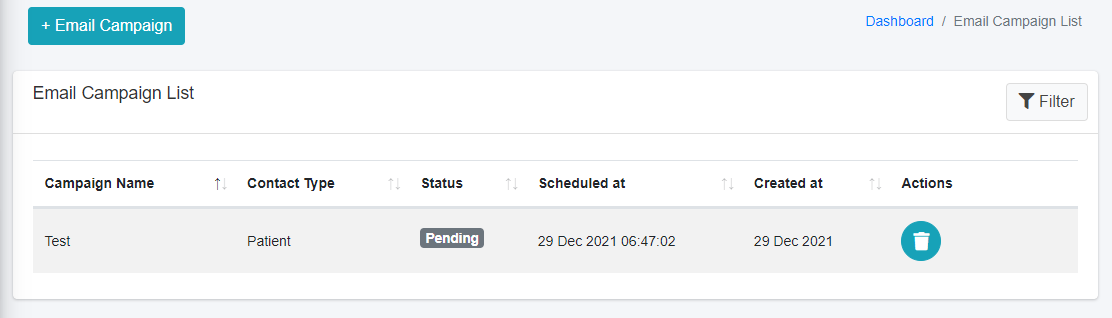 + Email Campaign
Dashboard / Email Campaign List
Email Campaign List
Filter
Campaign Name Contact Type Status Scheduled at Created at Actions
Test Patient Pending 29 Dec 2021 06:47:02 29 Dec 2021